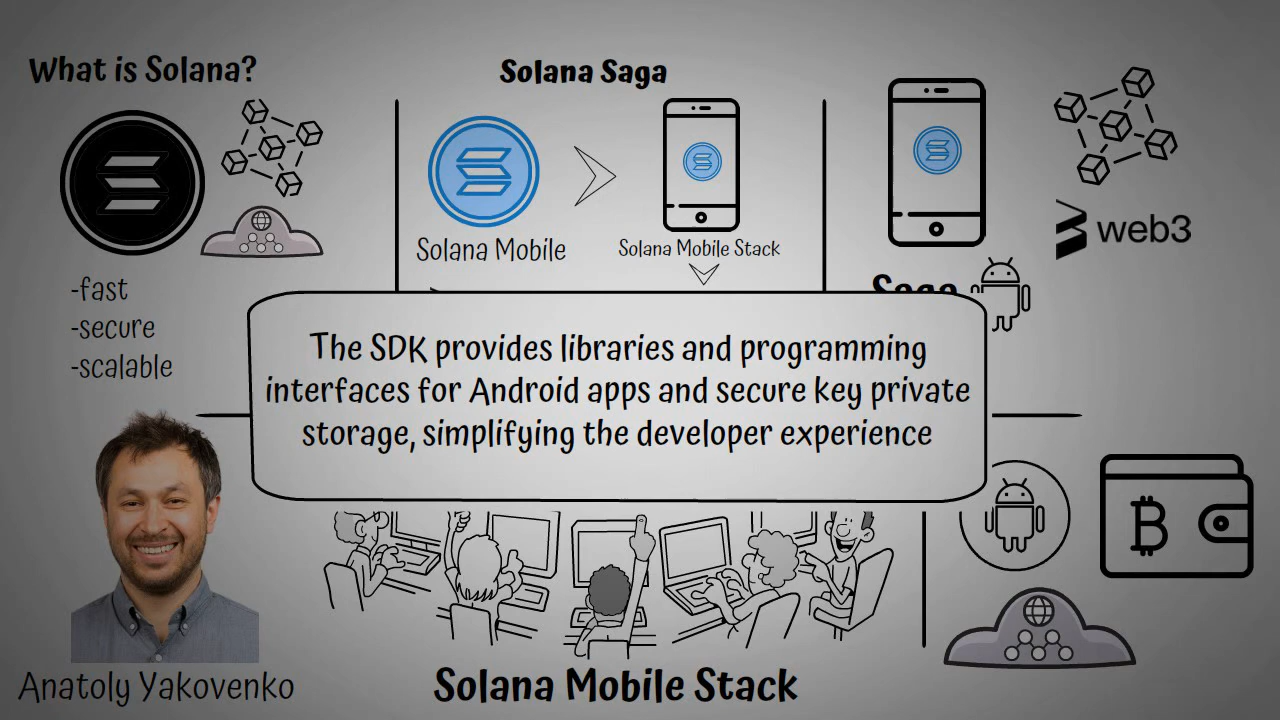 What is Solana?
Solana Saga
web3
Solana Mobile
Solana Mobile Stack
-fast
-secure
-scalable
Saga
The SDK provides libraries and programming
interfaces for Android apps and secure key private
storage, simplifying the developer experience
Anatoly Yakovenko
Solana Mobile Stack